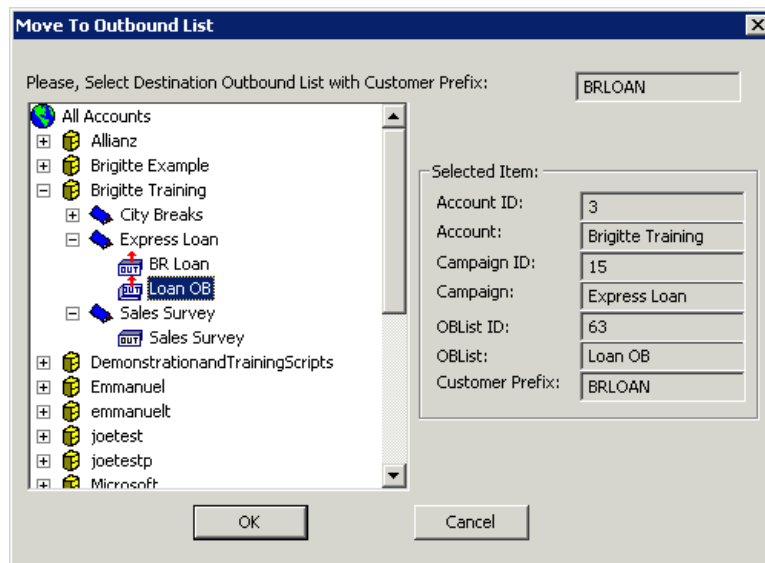 Move To Outbound List
Please, Select Destination Outbound List with Customer Prefix:
BRLOAN
All Accounts
Allianz
Brigitte Example
Brigitte Training
City Breaks
Express Loan
OUT BR Loan
OUT Loan OB
Sales Survey
OUT Sales Survey
DemonstrationandTrainingScripts
Emmanuel
emmanuelt
joetest
joetestp
Microsoft
Selected Item:
Account ID: 3
Account: Brigitte Training
Campaign ID: 15
Campaign: Express Loan
OBList ID: 63
OBList: Loan OB
Customer Prefix: BRLOAN
OK Cancel